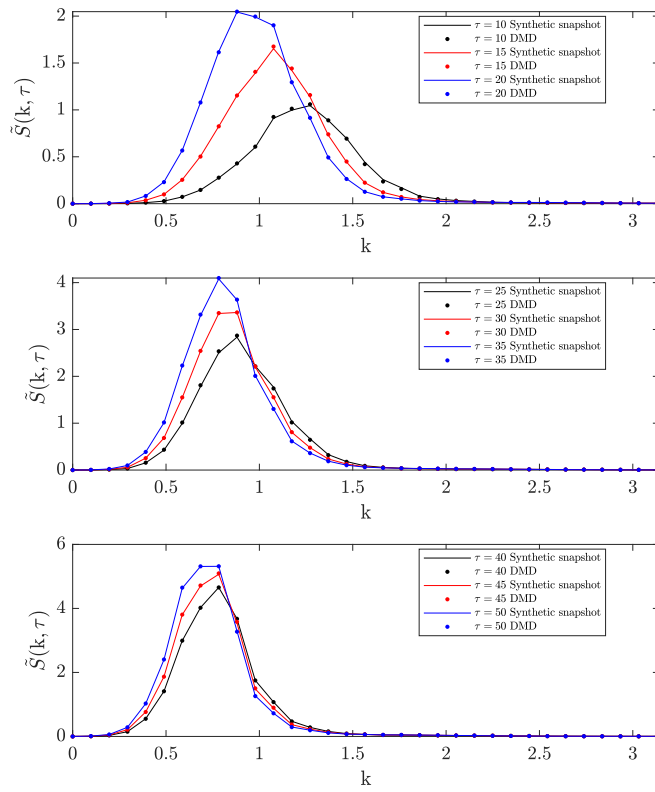 2
1.5
1
0.5
0
S̃(k, τ)
τ = 10 Synthetic snapshot
τ = 10 DMD
τ = 15 Synthetic snapshot
τ = 15 DMD
τ = 20 Synthetic snapshot
τ = 20 DMD
0 0.5 1 1.5 2 2.5 3
k
4
3
2
1
0
S̃(k, τ)
τ = 25 Synthetic snapshot
τ = 25 DMD
τ = 30 Synthetic snapshot
τ = 30 DMD
τ = 35 Synthetic snapshot
τ = 35 DMD
0 0.5 1 1.5 2 2.5 3
k
6
4
2
0
S̃(k, τ)
τ = 40 Synthetic snapshot
τ = 40 DMD
τ = 45 Synthetic snapshot
τ = 45 DMD
τ = 50 Synthetic snapshot
τ = 50 DMD
0 0.5 1 1.5 2 2.5 3
k